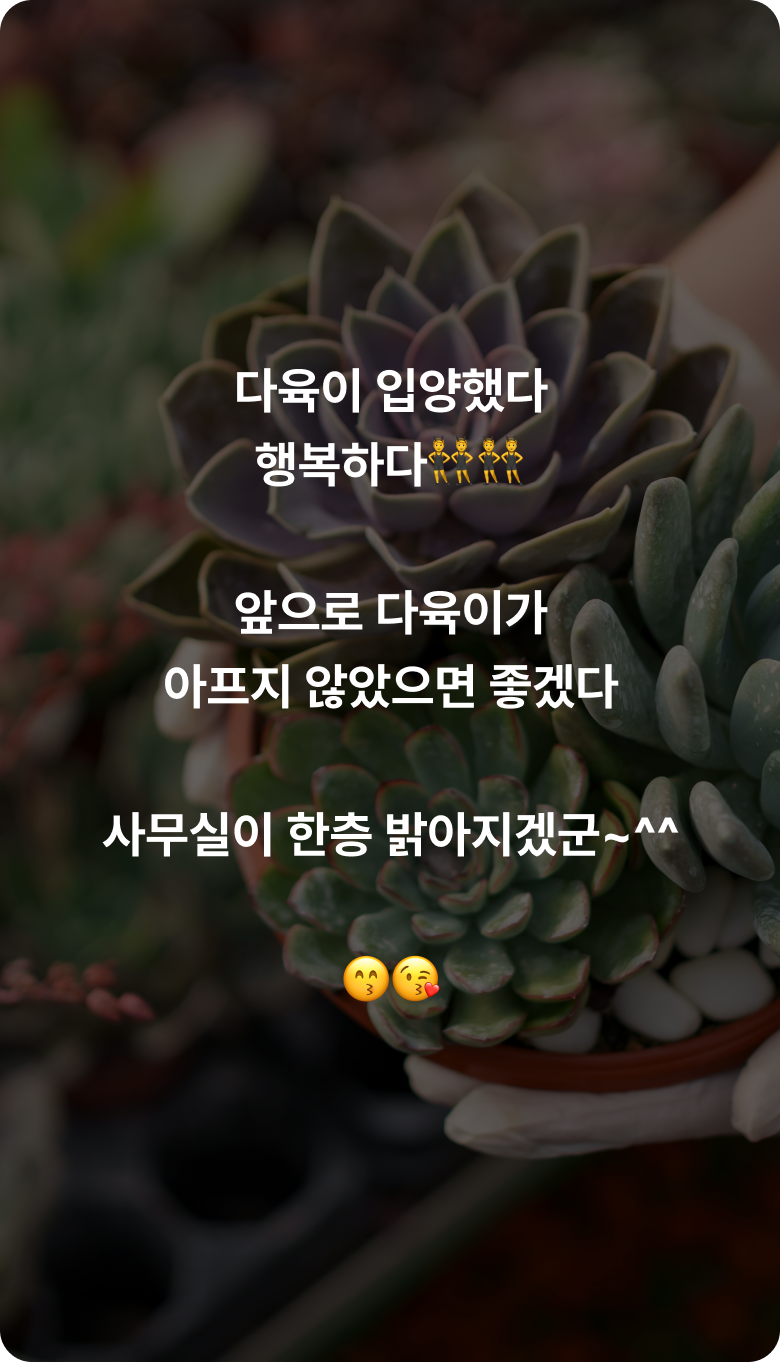 다육이 입양했다
행복하다👯👯
앞으로 다육이가
아프지 않았으면 좋겠다
사무실이 한층 밝아지겠군~^^
😙😘